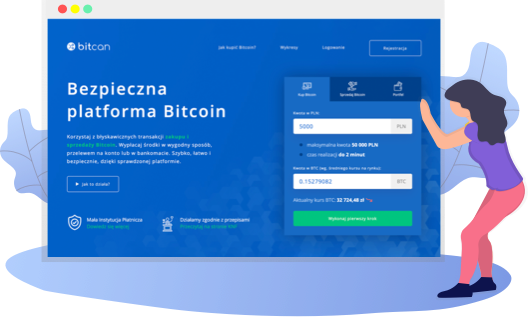 bitcan
Jak kupić Bitcoin?
Wykresy
Logowanie
Rejestracja
Bezpieczna
platforma Bitcoin
Korzystaj z błyskawicznych transakcji zakupu i
sprzedaży Bitcoin. Wypłacaj środki w wygodny sposób,
przelewem na konto lub w bankomacie. Szybko, łatwo i
bezpiecznie, dzięki sprawdzonej platformie.
Jak to działa?
Mała Instytucja Płatnicza
Dowiedz się więcej
Działamy zgodnie z przepisami
Kup Bitcoin
Sprzedaj Bitcoin
Portfel
Kwota w PLN
5000
PLN
maksymalna kwota 50 000 PLN
czas realizacji do 2 minut
Kwota w BTC (wg. średniego kursu na rynku)
0.15279082
BTC
Aktualny kurs BTC: 32 724,48 zł
Wykonaj pierwszy krok